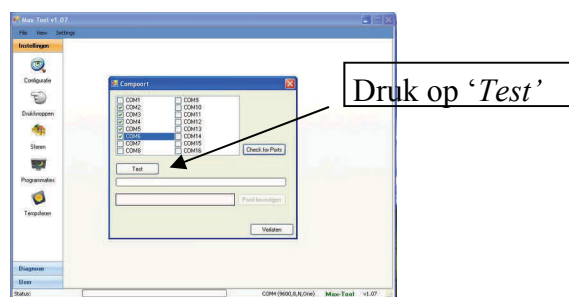 Max-Tool v1.07
File View Settings
Instellingen
Configuratie
Drukknoppen
Sferen
Programmaties
Tempsferen
Diagnose
User
Compoort
COM1 COM9
COM2 COM10
COM3 COM11
COM4 COM12
COM5 COM13
COM6 COM14
COM7 COM15
COM8 COM16
Check for Ports
Test
Poort bevestigen
Verlaten
Status: COM4 (9600,8,N,One) Max-Tool v1.07
Druk op ‘Test’